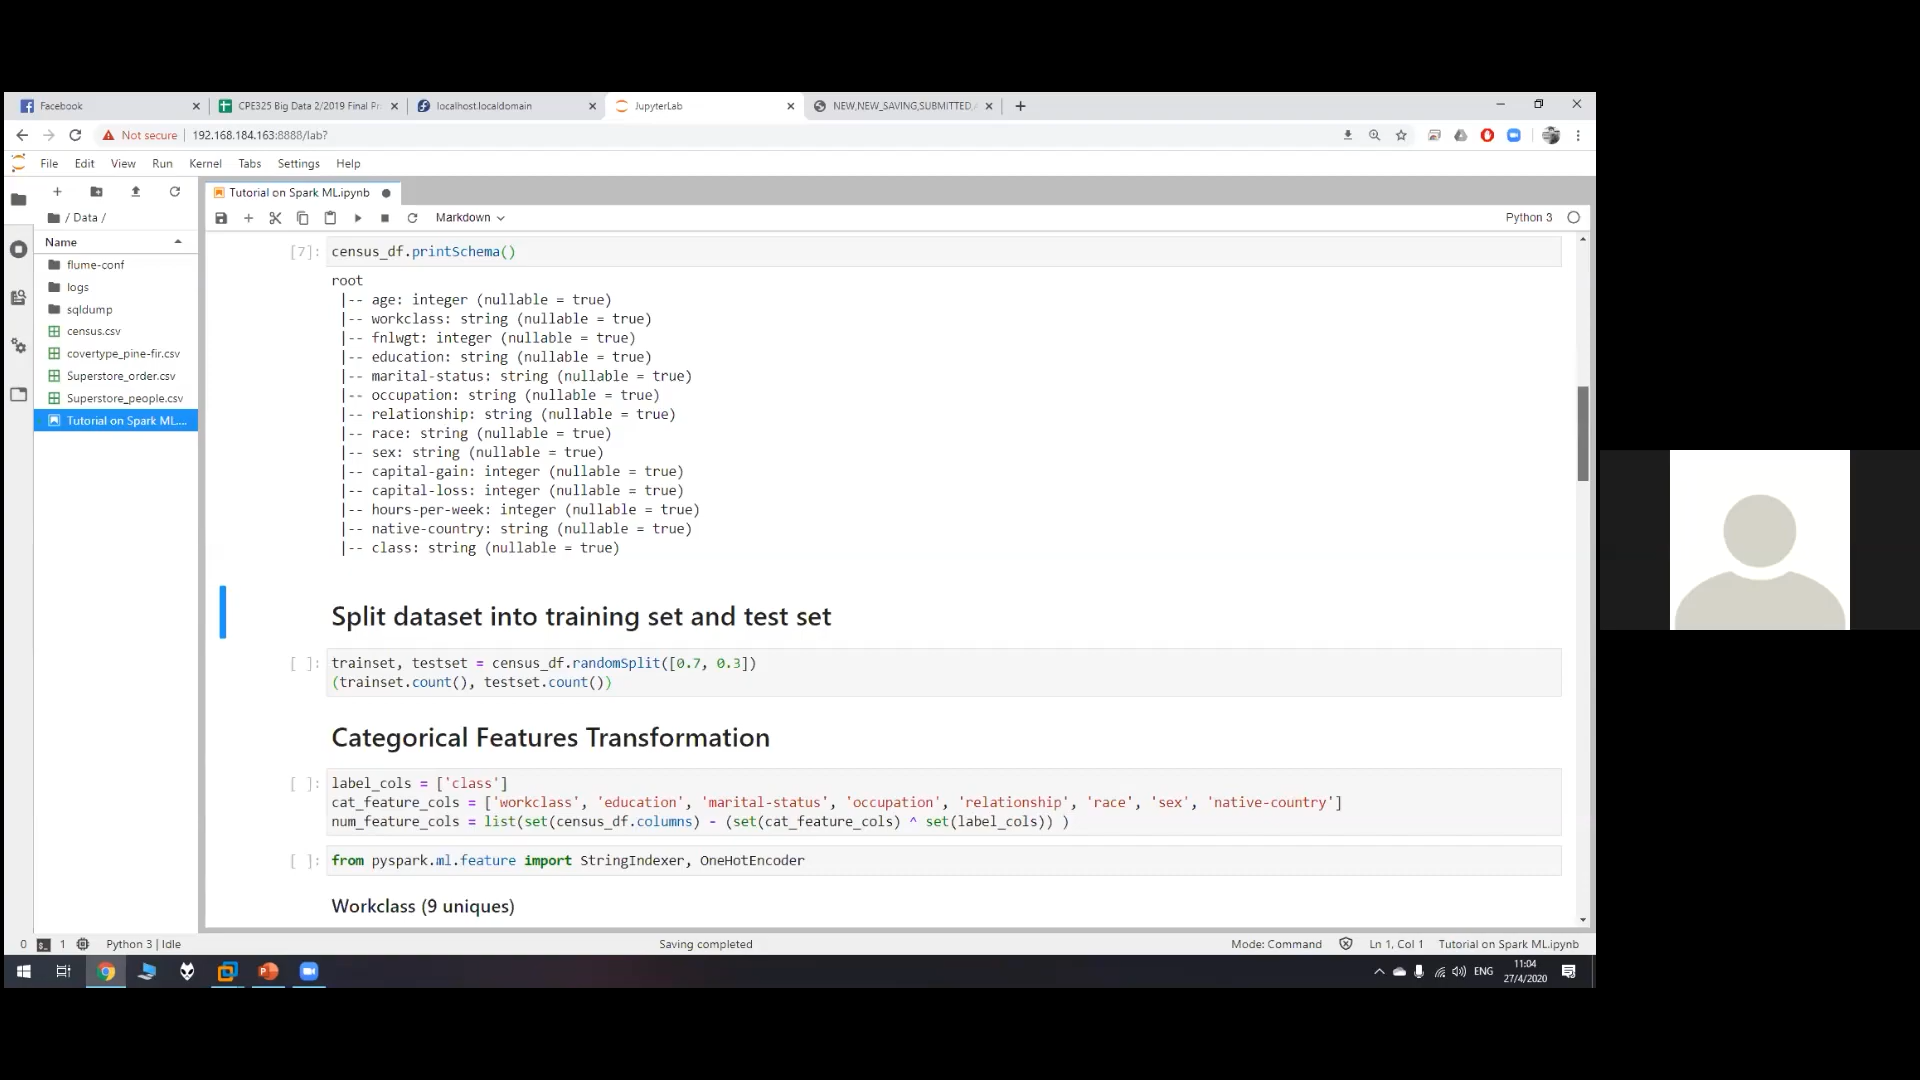 Facebook
CPE325 Big Data 2/2019 Final Pr
localhost.localdomain
JupyterLab
NEW,NEW_SAVING,SUBMITTED,
Not secure
192.168.184.163:8888/lab?
File Edit View Run Kernel Tabs Settings Help
Tutorial on Spark ML.ipynb
/ Data /
Markdown
Python 3
Name
flume-conf
logs
sqldump
census.csv
covertype_pine-fir.csv
Superstore_order.csv
Superstore_people.csv
Tutorial on Spark ML....
[7]: census_df.printSchema()
root
|-- age: integer (nullable = true)
|-- workclass: string (nullable = true)
|-- fnlwgt: integer (nullable = true)
|-- education: string (nullable = true)
|-- marital-status: string (nullable = true)
|-- occupation: string (nullable = true)
|-- relationship: string (nullable = true)
|-- race: string (nullable = true)
|-- sex: string (nullable = true)
|-- capital-gain: integer (nullable = true)
|-- capital-loss: integer (nullable = true)
|-- hours-per-week: integer (nullable = true)
|-- native-country: string (nullable = true)
|-- class: string (nullable = true)
Split dataset into training set and test set
[ ]: trainset, testset = census_df.randomSplit([0.7, 0.3])
(trainset.count(), testset.count())
Categorical Features Transformation
[ ]: label_cols = ['class']
cat_feature_cols = ['workclass', 'education', 'marital-status', 'occupation', 'relationship', 'race', 'sex', 'native-country']
num_feature_cols = list(set(census_df.columns) - (set(cat_feature_cols) ^ set(label_cols)) )
[ ]: from pyspark.ml.feature import StringIndexer, OneHotEncoder
Workclass (9 uniques)
0 1 Python 3 | Idle
Saving completed
Mode: Command Ln 1, Col 1 Tutorial on Spark ML.ipynb
ENG
11:04
27/4/2020